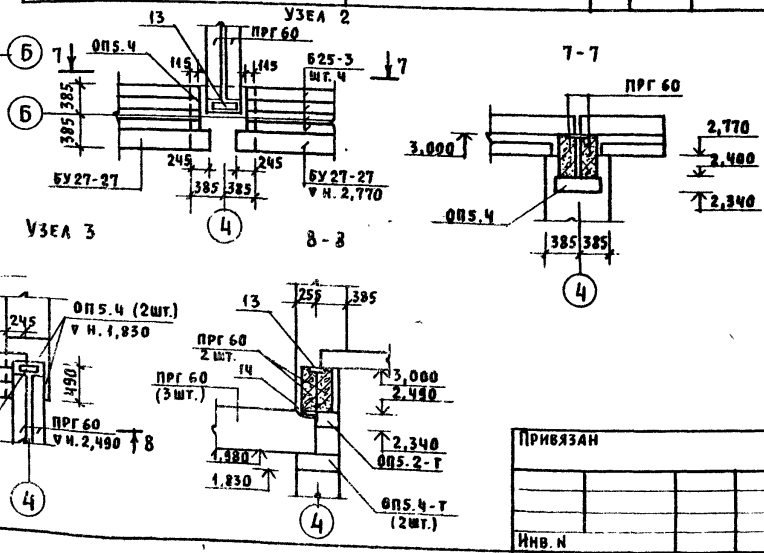 УЗЕЛ 2
13
ПРГ 60
Б
7
ОП5.4
115
115
Б25-3
ШТ. 4
7
Б
385
385
245
245
БУ27-27
385
385
БУ27-27
▽ Н. 2,770
4
7-7
ПРГ 60
3,000
2,770
2,400
2,340
ОП5.4
385
385
4
УЗЕЛ 3
245
ОП5.4 (2ШТ.)
▽ Н. 1,830
490
ПРГ 60
▽ Н. 2,490
8
4
8-8
13
255
385
ПРГ 60
2 ШТ.
14
ПРГ 60
(3ШТ.)
3,000
2,490
2,340
ОП5.2-Т
1,980
1,830
ОП5.4-Т
(2ШТ.)
4
ПРИВЯЗАН
ИНВ. N